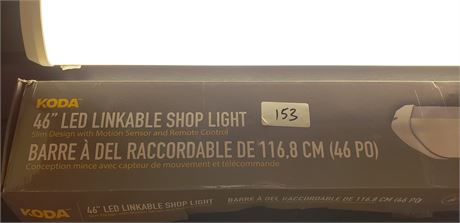 KODA™
46" LED LINKABLE SHOP LIGHT
153
Slim Design with Motion Sensor and Remote Control
BARRE À DEL RACCORDABLE DE 116,8 CM (46 PO)
Conception mince avec capteur de mouvement et télécommande
KODA™ 46" LED LINKABLE SHOP LIGHT BARRE À DEL RACCORDABLE DE 116,8 CM (46 PO)